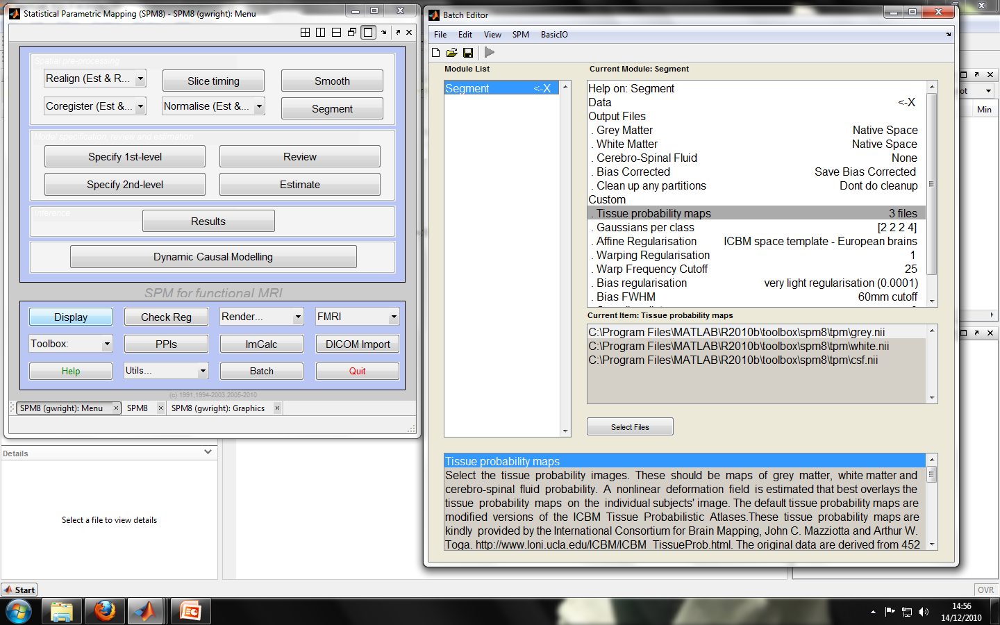 Statistical Parametric Mapping (SPM8) - SPM8 (gwright): Menu
Spatial pre-processing
Realign (Est & R...
Slice timing
Smooth
Coregister (Est &...
Normalise (Est &...
Segment
Model specification, review and estimation
Specify 1st-level
Review
Specify 2nd-level
Estimate
Inference
Results
Dynamic Causal Modelling
SPM for functional MRI
Display
Check Reg
Render...
FMRI
Toolbox:
PPIs
ImCalc
DICOM Import
Help
Utils...
Batch
Quit
(c) 1991,1994-2003,2005-2010
SPM8 (gwright): Menu
SPM8
SPM8 (gwright): Graphics
Details
Select a file to view details
Start
Batch Editor
File Edit View SPM BasicIO
Module List
Segment <-X
Current Module: Segment
Help on: Segment
Data <-X
Output Files
. Grey Matter Native Space
. White Matter Native Space
. Cerebro-Spinal Fluid None
. Bias Corrected Save Bias Corrected
. Clean up any partitions Dont do cleanup
Custom
. Tissue probability maps 3 files
. Gaussians per class [2 2 2 4]
. Affine Regularisation ICBM space template - European brains
. Warping Regularisation 1
. Warp Frequency Cutoff 25
. Bias regularisation very light regularisation (0.0001)
. Bias FWHM 60mm cutoff
Current Item: Tissue probability maps
C:\Program Files\MATLAB\R2010b\toolbox\spm8\tpm\grey.nii
C:\Program Files\MATLAB\R2010b\toolbox\spm8\tpm\white.nii
C:\Program Files\MATLAB\R2010b\toolbox\spm8\tpm\csf.nii
Select Files
Tissue probability maps
Select the tissue probability images. These should be maps of grey matter, white matter and
cerebro-spinal fluid probability. A nonlinear deformation field is estimated that best overlays the
tissue probability maps on the individual subjects' image. The default tissue probability maps are
modified versions of the ICBM Tissue Probabilistic Atlases.These tissue probability maps are
kindly provided by the International Consortium for Brain Mapping, John C. Mazziotta and Arthur W.
Toga. http://www.loni.ucla.edu/ICBM/ICBM_TissueProb.html. The original data are derived from 452
ot
Min
OVR
14:56
14/12/2010